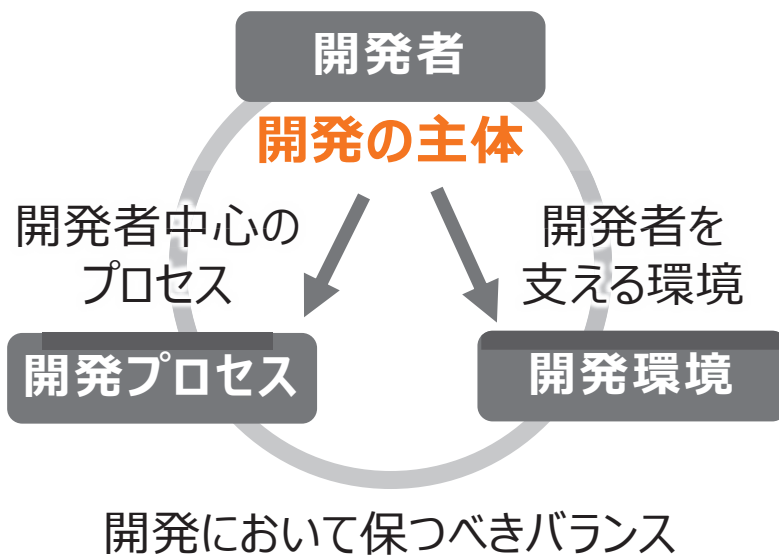 開発者
開発の主体
開発者中心の
プロセス
開発者を
支える環境
開発プロセス
開発環境
開発において保つべきバランス